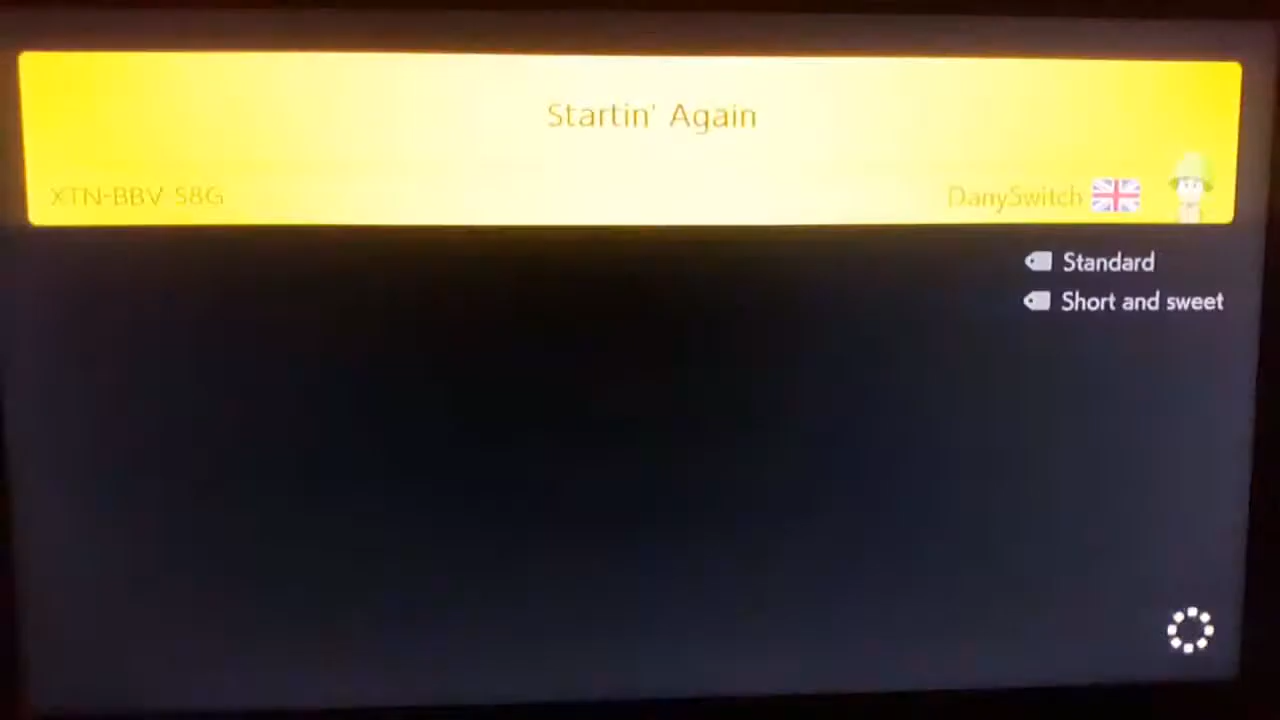 Startin' Again
XTN-BBV S8G
DanySwitch
Standard
Short and sweet